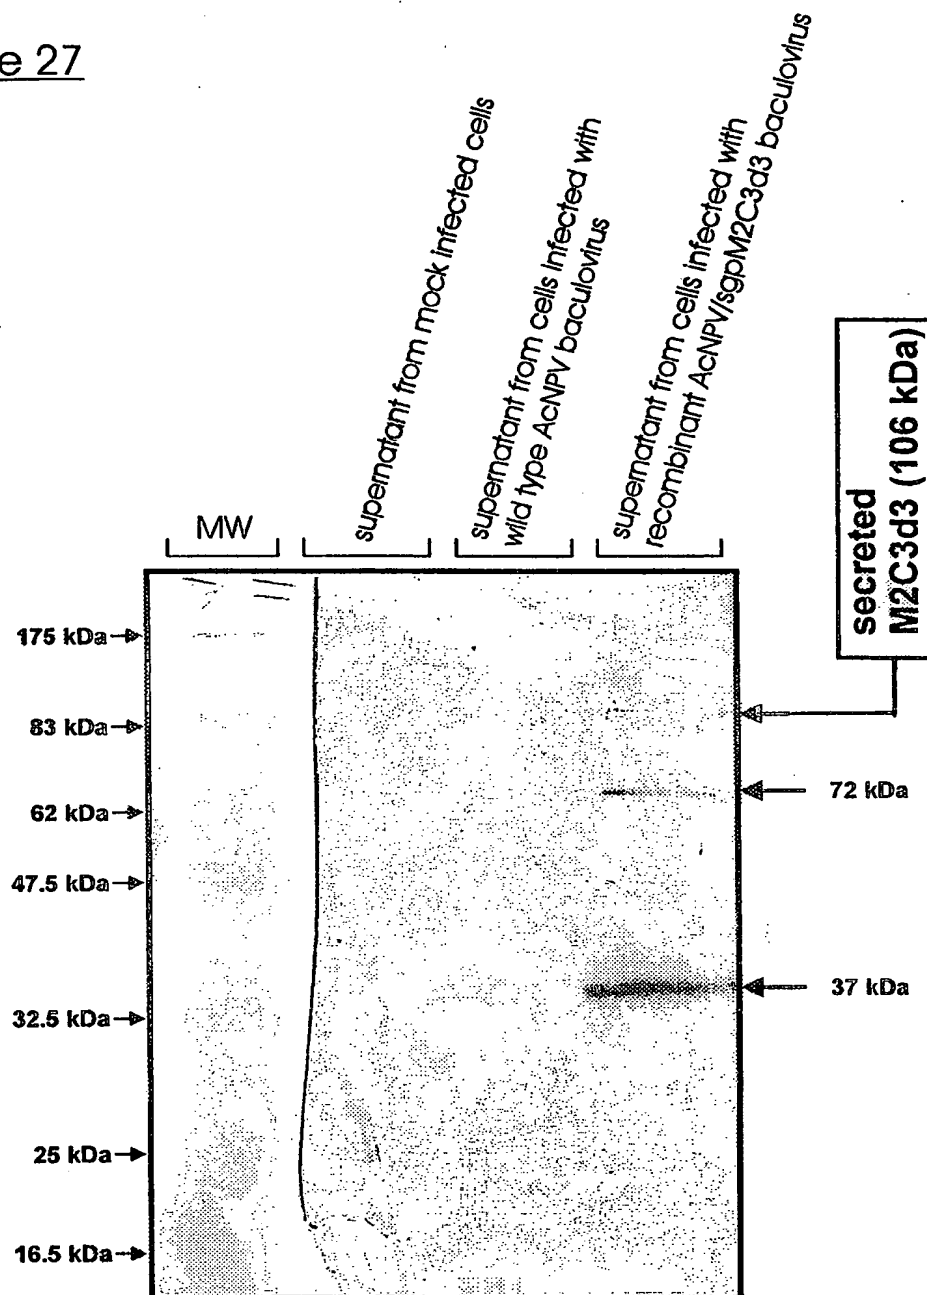 e 27
supernatant from mock infected cells
supernatant from cells infected with
wild type AcNPV baculovirus
supernatant from cells infected with
recombinant AcNPV/sgpM2C3d3 baculovirus
MW
secreted
M2C3d3 (106 kDa)
175 kDa
83 kDa
72 kDa
62 kDa
47.5 kDa
37 kDa
32.5 kDa
25 kDa
16.5 kDa